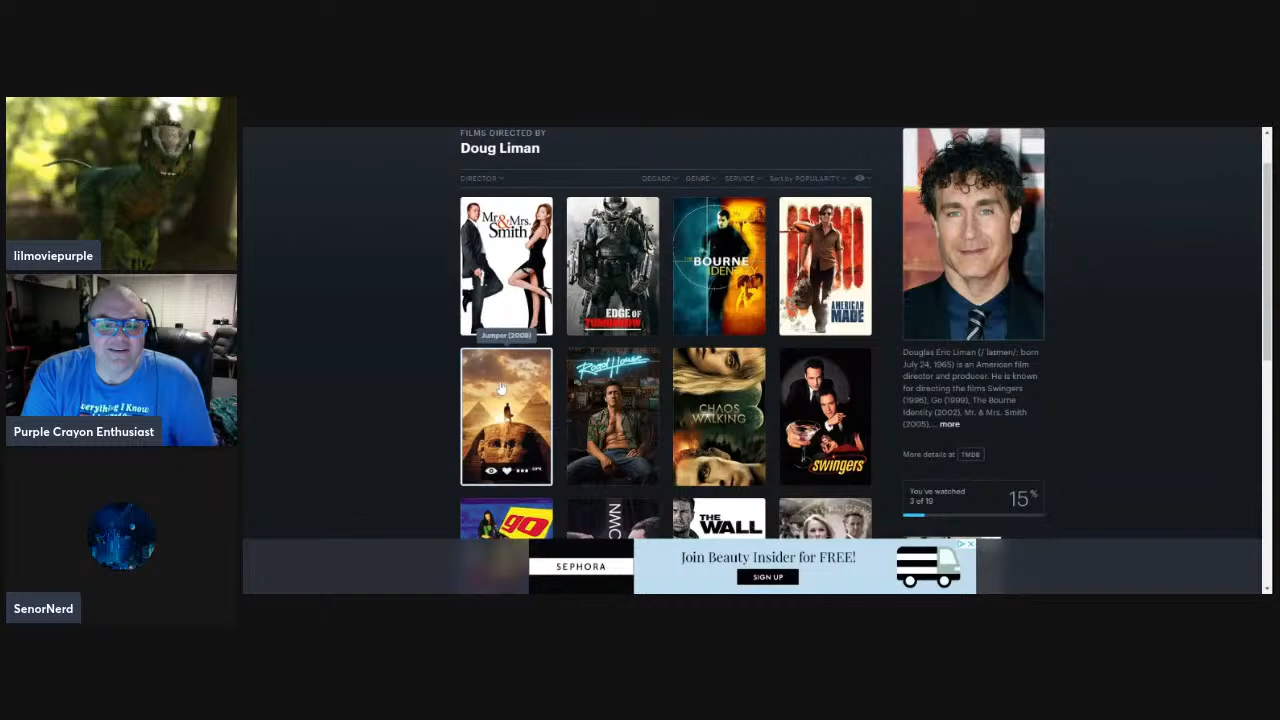 lilmoviepurple
Everything I Know
Purple Crayon Enthusiast
SenorNerd
FILMS DIRECTED BY
Doug Liman
DIRECTOR
DECADE GENRE SERVICE Sort by POPULARITY
Mr. & Mrs.
Smith
EDGE OF
TOMORROW
THE
BOURNE
IDENTITY
AMERICAN
MADE
Jumper (2008)
Road House
CHAOS
WALKING
swingers
go
THE
WALL
Douglas Eric Liman (/ˈlaɪmən/; born
July 24, 1965) is an American film
director and producer. He is known
for directing the films Swingers
(1996), Go (1999), The Bourne
Identity (2002), Mr. & Mrs. Smith
(2005),... more
More details at TMDB
You've watched
3 of 19
15%
SEPHORA
Join Beauty Insider for FREE!
SIGN UP